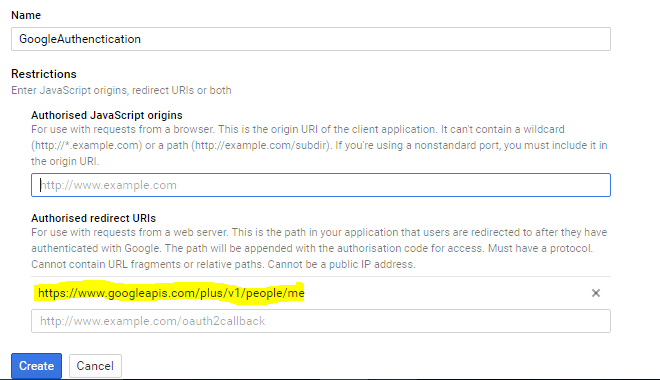 Name
GoogleAuthenctication
Restrictions
Enter JavaScript origins, redirect URIs or both
Authorised JavaScript origins
For use with requests from a browser. This is the origin URI of the client application. It can't contain a wildcard
(http://*.example.com) or a path (http://example.com/subdir). If you're using a nonstandard port, you must include it in
the origin URI.
http://www.example.com
Authorised redirect URIs
For use with requests from a web server. This is the path in your application that users are redirected to after they have
authenticated with Google. The path will be appended with the authorisation code for access. Must have a protocol.
Cannot contain URL fragments or relative paths. Cannot be a public IP address.
https://www.googleapis.com/plus/v1/people/me
http://www.example.com/oauth2callback
Create Cancel